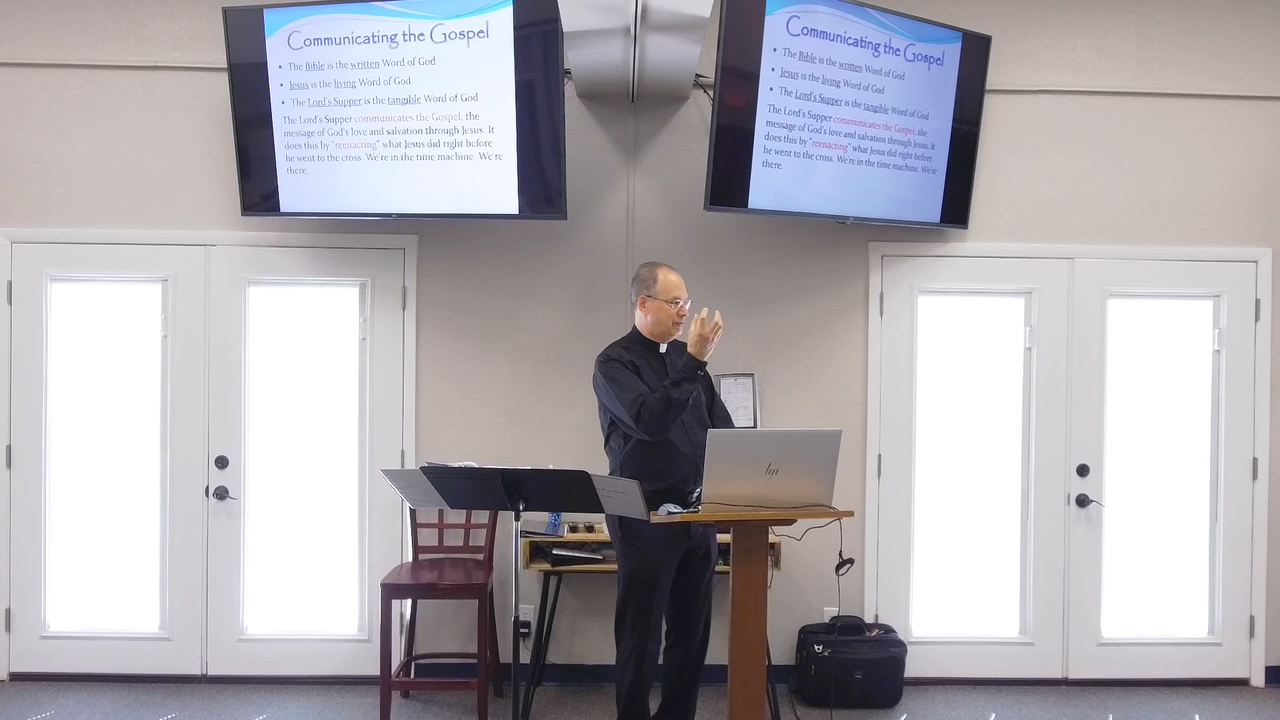 Communicating the Gospel
• The Bible is the written Word of God
• Jesus is the living Word of God
• The Lord's Supper is the tangible Word of God
The Lord's Supper communicates the Gospel, the
message of God's love and salvation through Jesus. It
does this by "reenacting" what Jesus did right before
he went to the cross. We're in the time machine. We're
there.
Communicating the Gospel
• The Bible is the written Word of God
• Jesus is the living Word of God
• The Lord's Supper is the tangible Word of God
The Lord's Supper communicates the Gospel, the
message of God's love and salvation through Jesus. It
does this by "reenacting" what Jesus did right before
he went to the cross. We're in the time machine. We're
there.
hp